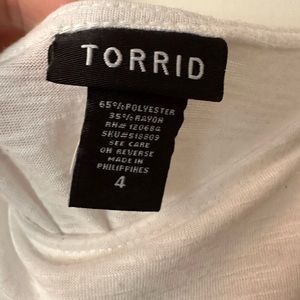 TORRID
65%POLYESTER
35%RAYON
RN# 120684
SKU#518809
SEE CARE
ON REVERSE
MADE IN
PHILIPPINES
4